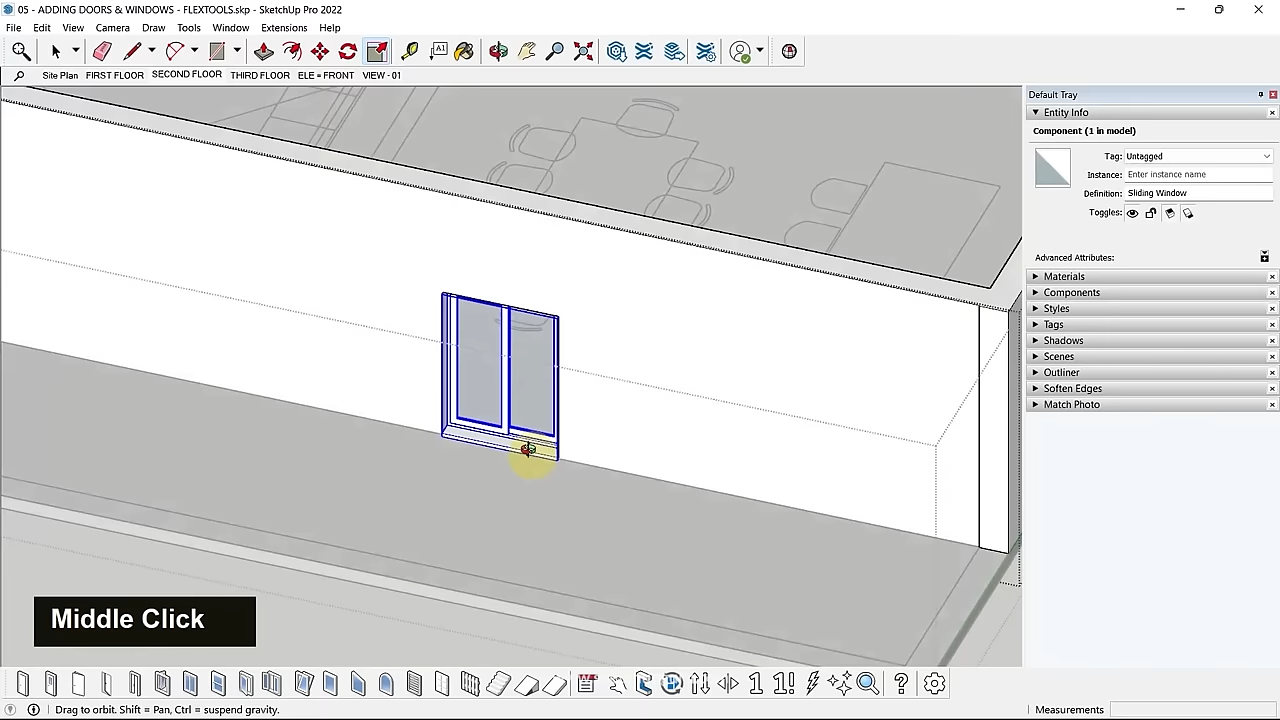 05 - ADDING DOORS & WINDOWS - FLEXTOOLS.skp - SketchUp Pro 2022
File Edit View Camera Draw Tools Window Extensions Help
Site Plan FIRST FLOOR SECOND FLOOR THIRD FLOOR ELE = FRONT VIEW - 01
Default Tray
Entity Info
Component (1 in model)
Tag: Untagged
Instance: Enter instance name
Definition: Sliding Window
Toggles:
Advanced Attributes:
Materials
Components
Styles
Tags
Shadows
Scenes
Outliner
Soften Edges
Match Photo
Middle Click
1 1! ?
Drag to orbit. Shift = Pan, Ctrl = suspend gravity.
Measurements